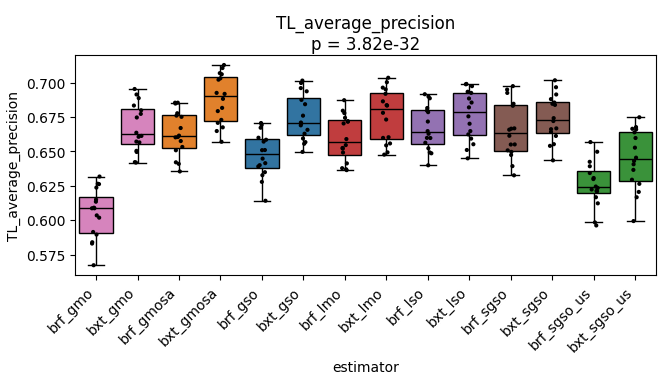 TL_average_precision
p = 3.82e-32
TL_average_precision
0.700
0.675
0.650
0.625
0.600
0.575
brf_gmo
bxt_gmo
brf_gmosa
bxt_gmosa
brf_gso
bxt_gso
brf_lmo
bxt_lmo
brf_lso
bxt_lso
brf_sgso
bxt_sgso
brf_sgso_us
bxt_sgso_us
estimator